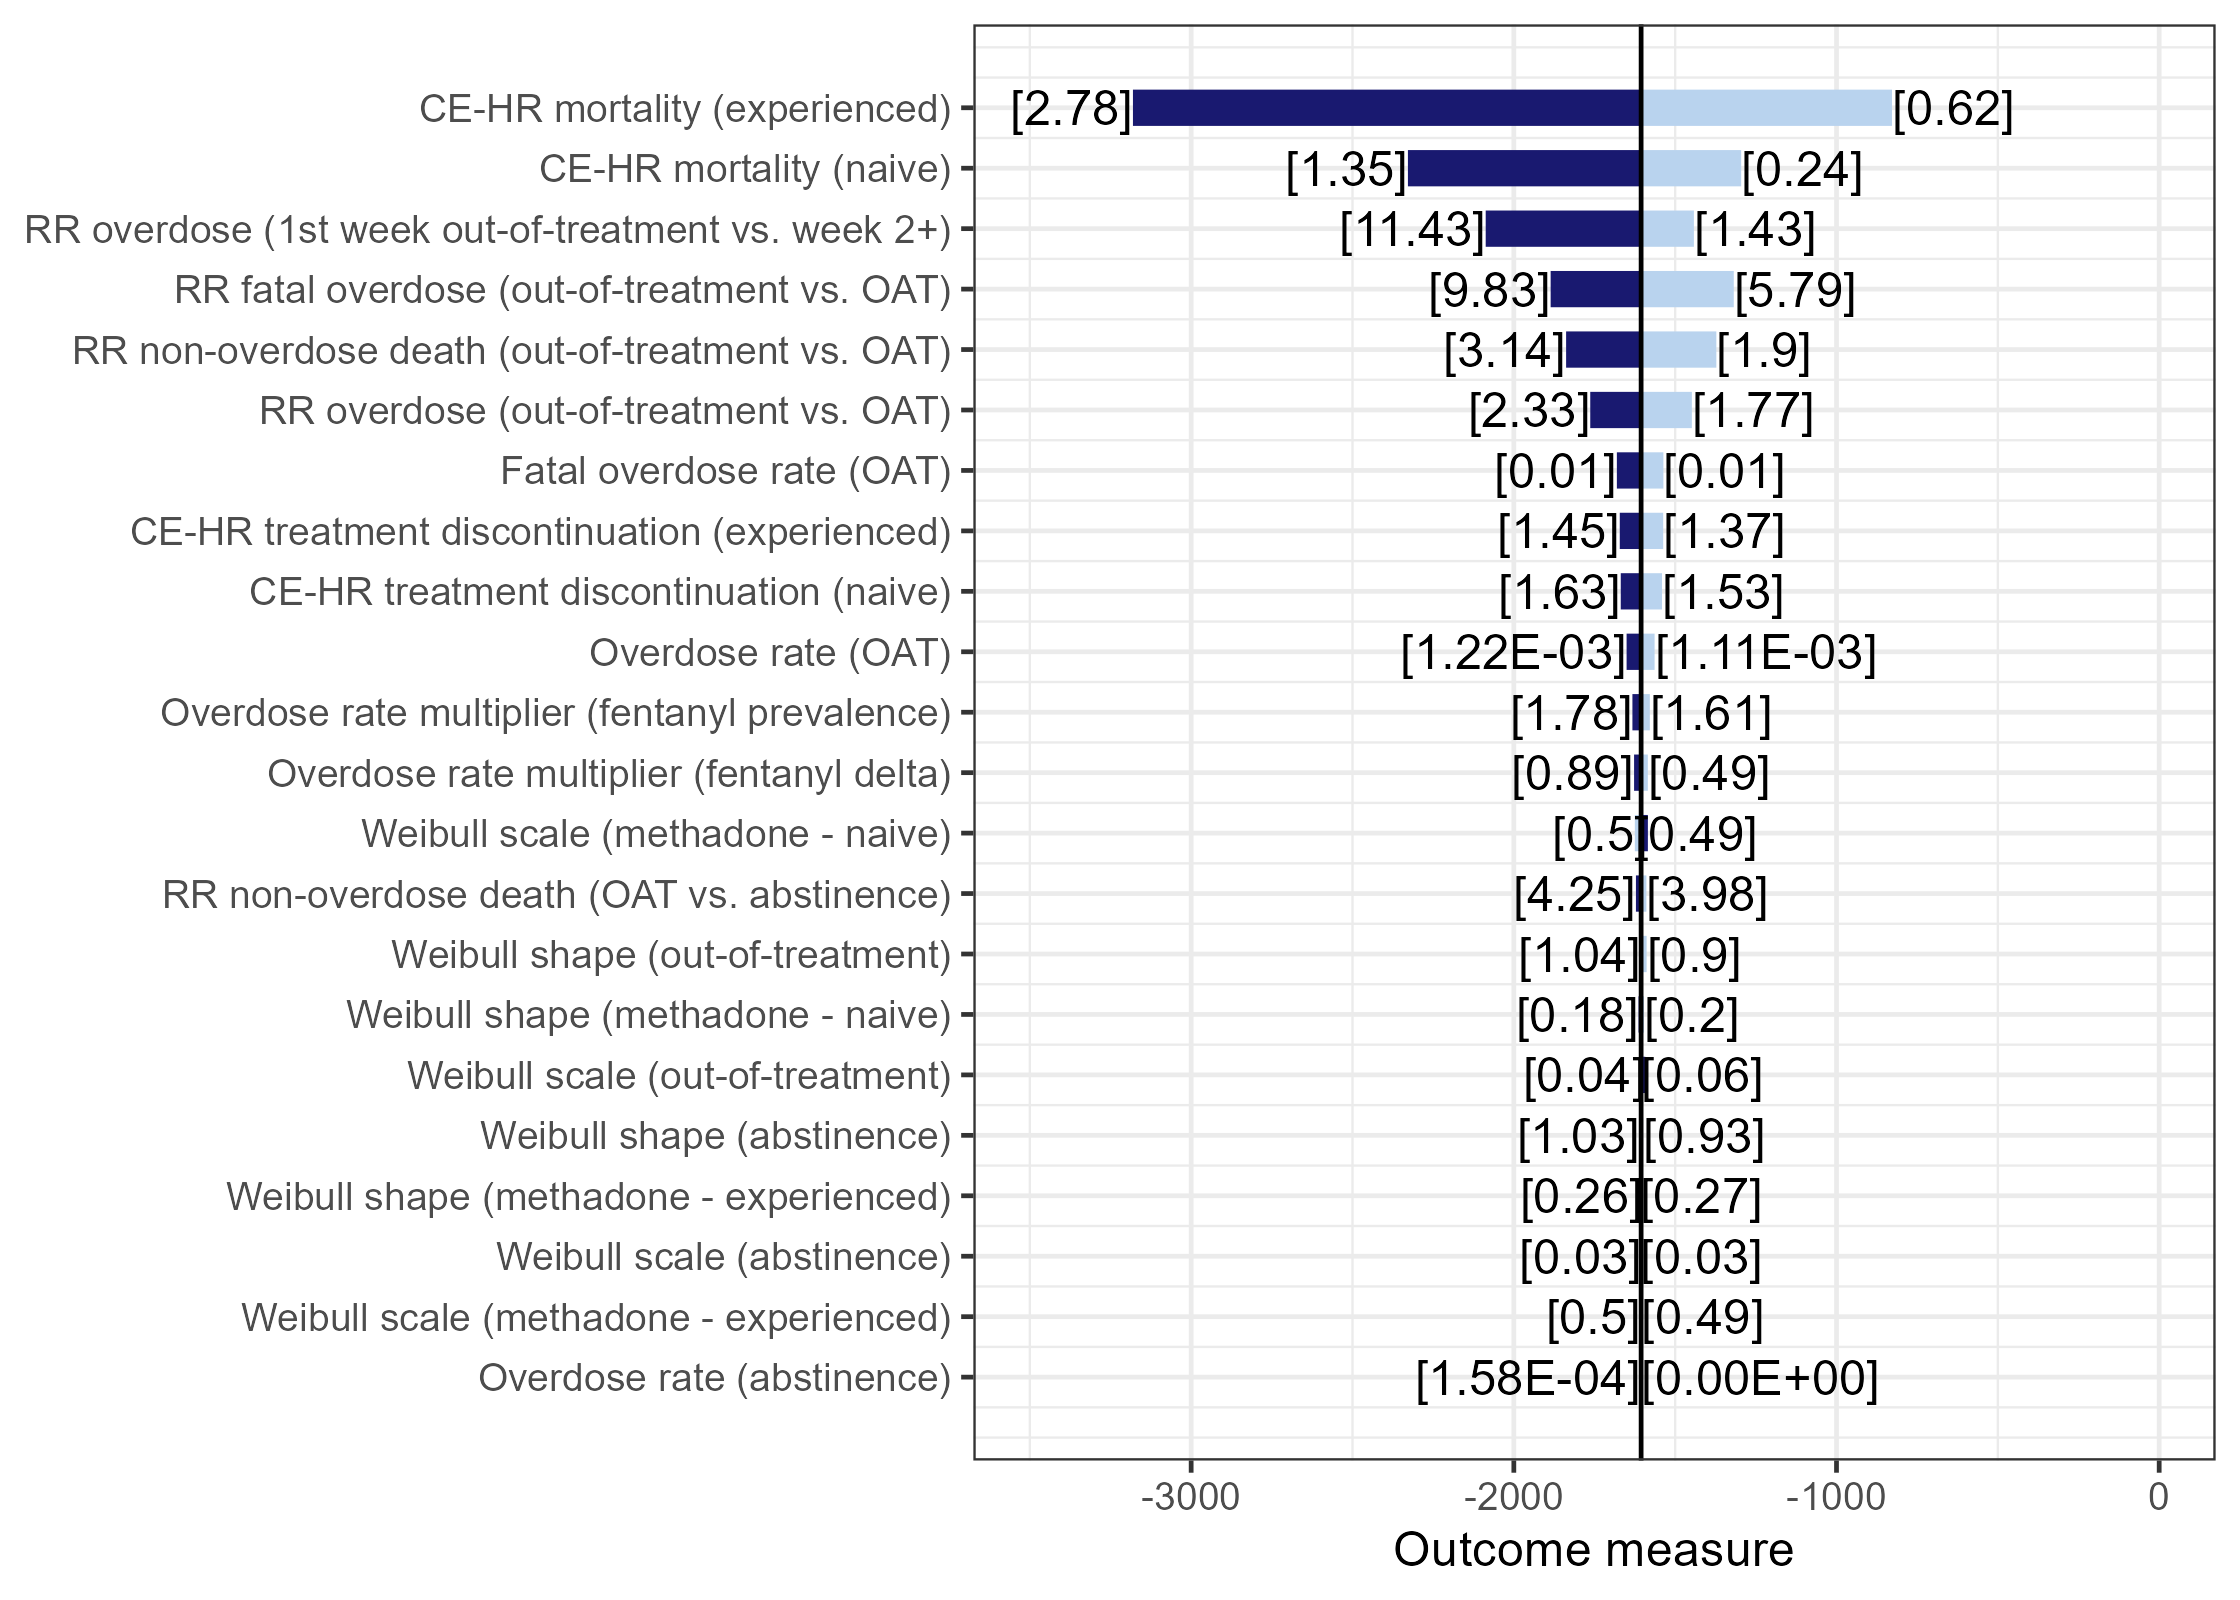 CE-HR mortality (experienced) [2.78] [0.62]
CE-HR mortality (naive) [1.35] [0.24]
RR overdose (1st week out-of-treatment vs. week 2+) [11.43] [1.43]
RR fatal overdose (out-of-treatment vs. OAT) [9.83] [5.79]
RR non-overdose death (out-of-treatment vs. OAT) [3.14] [1.9]
RR overdose (out-of-treatment vs. OAT) [2.33] [1.77]
Fatal overdose rate (OAT) [0.01] [0.01]
CE-HR treatment discontinuation (experienced) [1.45] [1.37]
CE-HR treatment discontinuation (naive) [1.63] [1.53]
Overdose rate (OAT) [1.22E-03] [1.11E-03]
Overdose rate multiplier (fentanyl prevalence) [1.78] [1.61]
Overdose rate multiplier (fentanyl delta) [0.89] [0.49]
Weibull scale (methadone - naive) [0.5] [0.49]
RR non-overdose death (OAT vs. abstinence) [4.25] [3.98]
Weibull shape (out-of-treatment) [1.04] [0.9]
Weibull shape (methadone - naive) [0.18] [0.2]
Weibull scale (out-of-treatment) [0.04] [0.06]
Weibull shape (abstinence) [1.03] [0.93]
Weibull shape (methadone - experienced) [0.26] [0.27]
Weibull scale (abstinence) [0.03] [0.03]
Weibull scale (methadone - experienced) [0.5] [0.49]
Overdose rate (abstinence) [1.58E-04] [0.00E+00]
-3000 -2000 -1000 0
Outcome measure